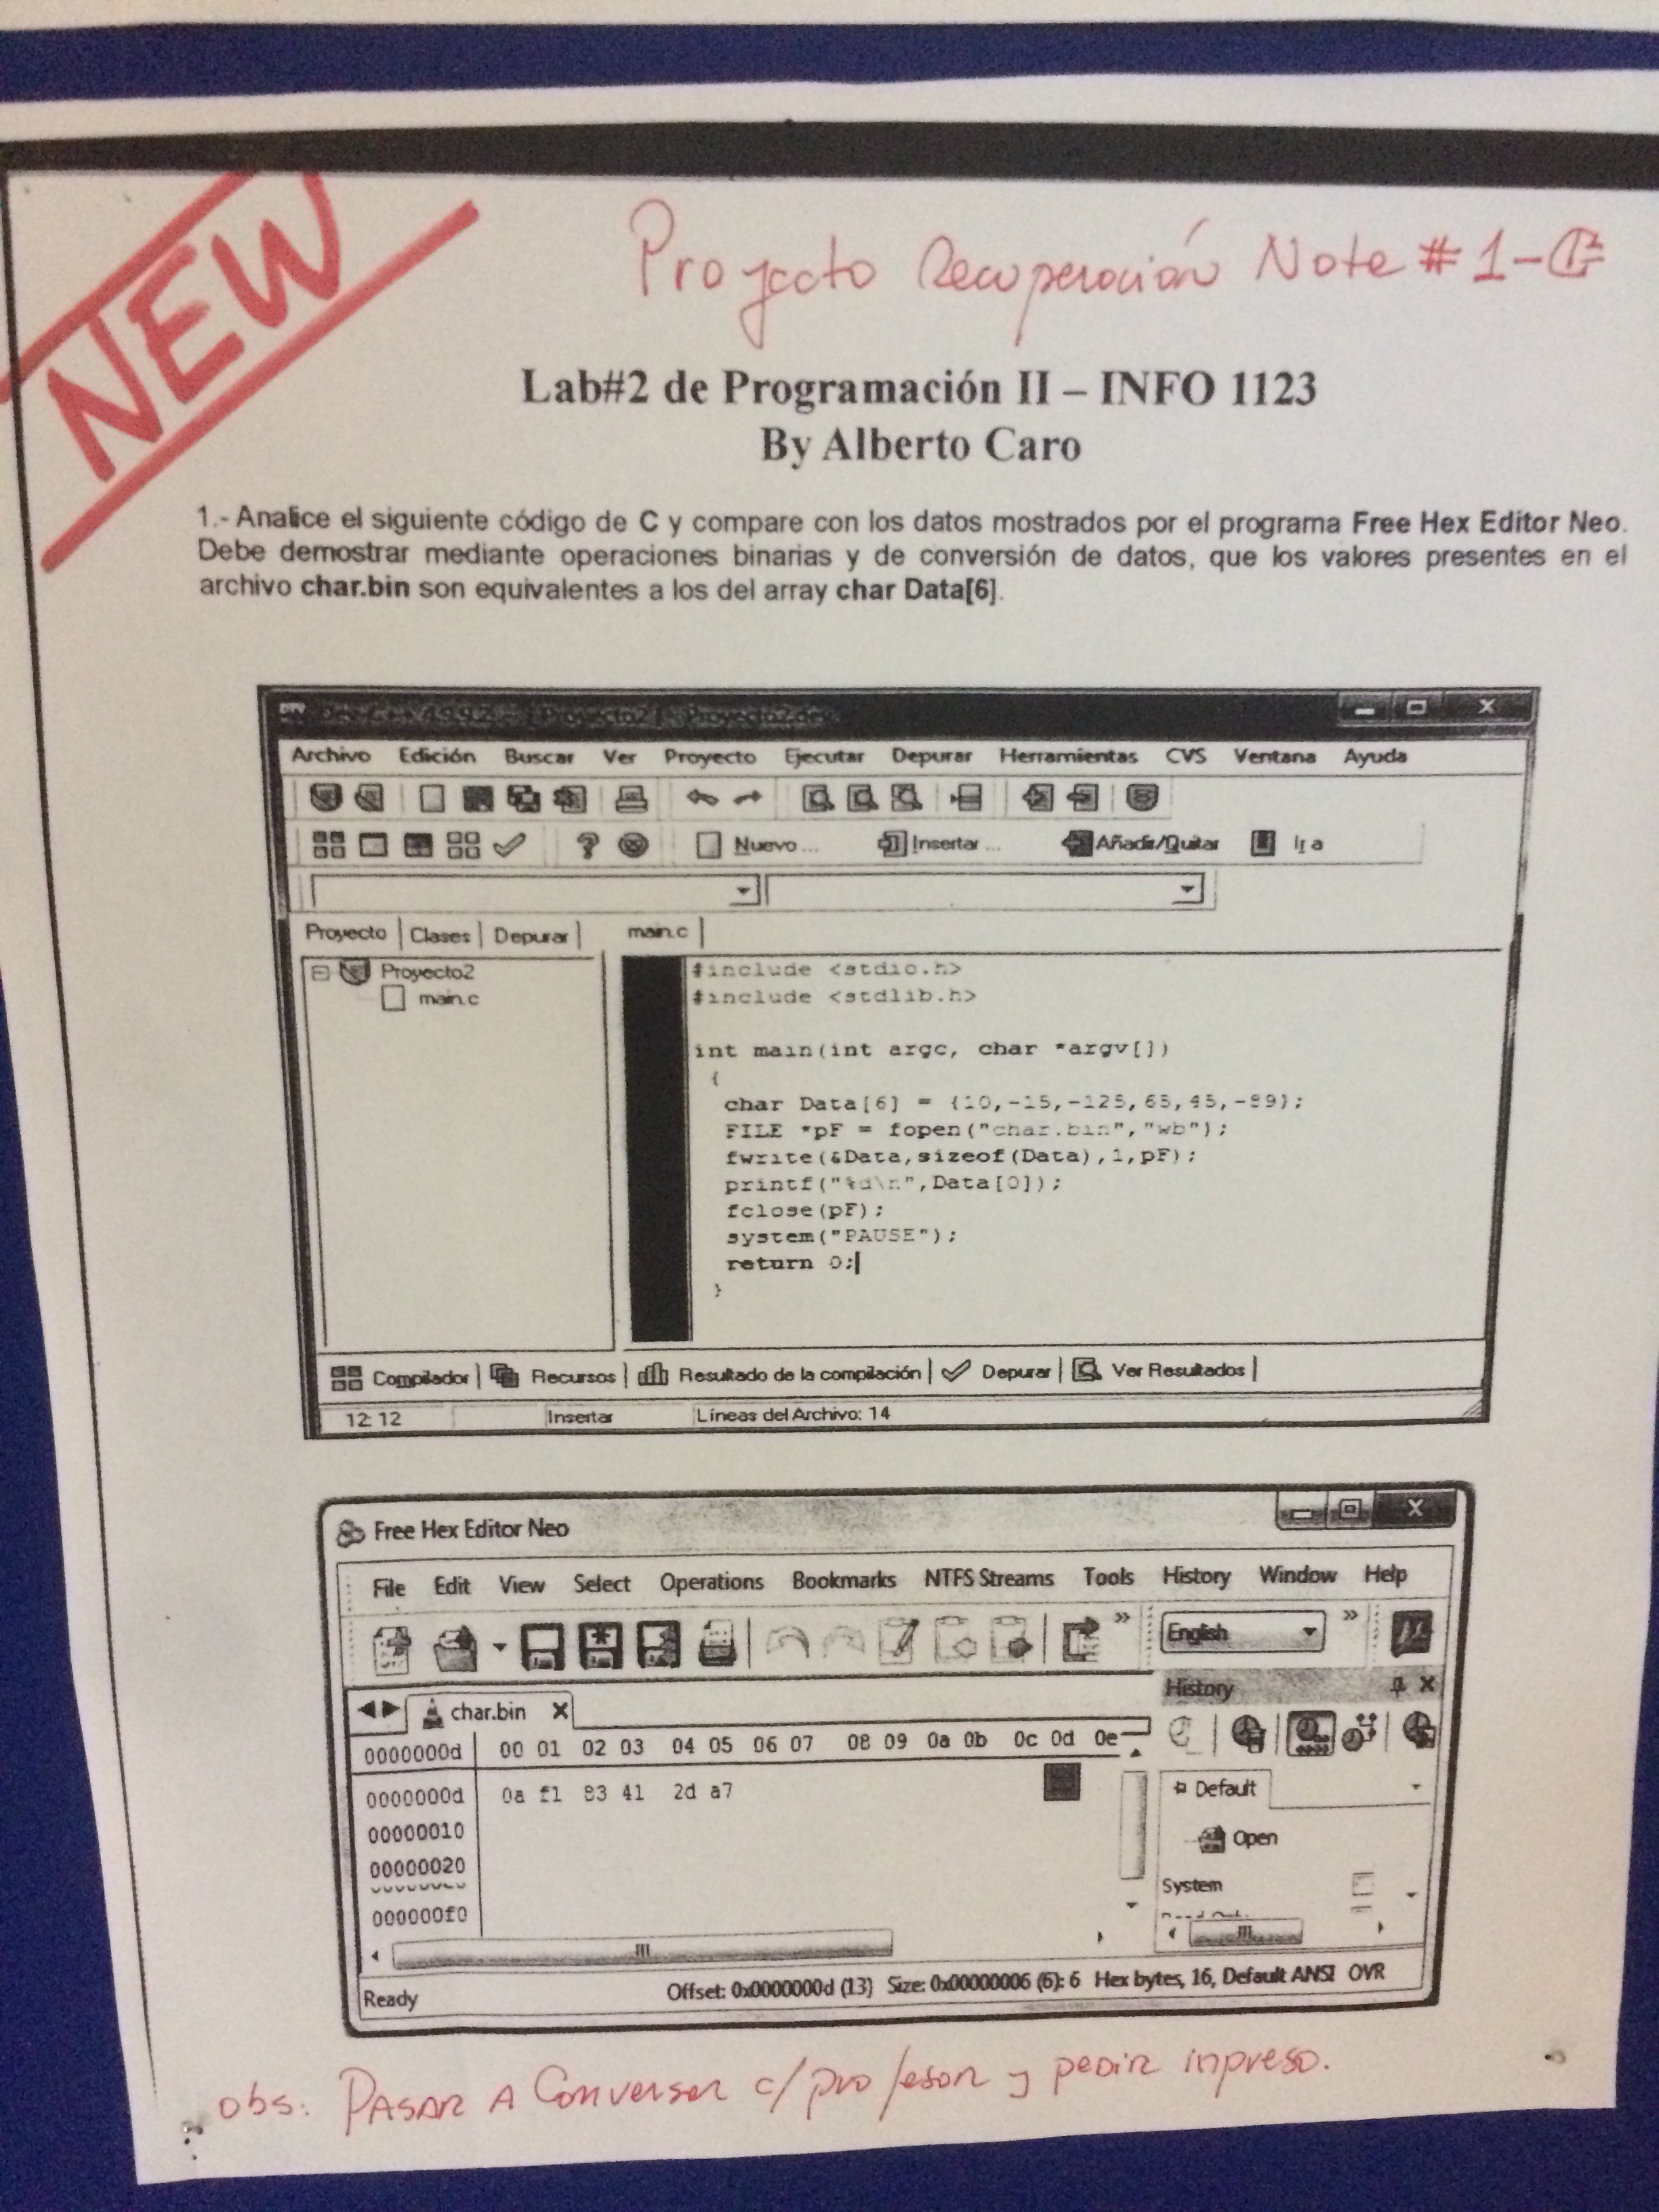 NEW
Proyecto Recuperación Nota #1-
Lab#2 de Programación II – INFO 1123
By Alberto Caro
1.- Analice el siguiente código de C y compare con los datos mostrados por el programa Free Hex Editor Neo.
Debe demostrar mediante operaciones binarias y de conversión de datos, que los valores presentes en el
archivo char.bin son equivalentes a los del array char Data[6].
Archivo Edición Buscar Ver Proyecto Ejecutar Depurar Herramientas CVS Ventana Ayuda
Nuevo ... Insertar ... Añadir/Quitar Ir a
Proyecto Clases Depurar main.c
Proyecto2
main.c
#include <stdio.h>
#include <stdlib.h>
int main(int argc, char *argv[])
{
char Data[6] = {10,-15,-125,65,45,-89};
FILE *pF = fopen("char.bin","wb");
fwrite(&Data,sizeof(Data),1,pF);
printf("%d\n",Data[0]);
fclose(pF);
system("PAUSE");
return 0;
}
Compilador Recursos Resultado de la compilación Depurar Ver Resultados
12: 12 Insertar Líneas del Archivo: 14
Free Hex Editor Neo
File Edit View Select Operations Bookmarks NTFS Streams Tools History Window Help
» English »
History
char.bin
0000000d 00 01 02 03 04 05 06 07 08 09 0a 0b 0c 0d 0e
0000000d 0a f1 83 41 2d a7
Default
00000010
Open
00000020
System
000000f0
Ready Offset: 0x0000000d (13) Size: 0x00000006 (6): 6 Hex bytes, 16, Default ANSI OVR
obs: PASAR A Conversar c/profesor y pedir impreso.